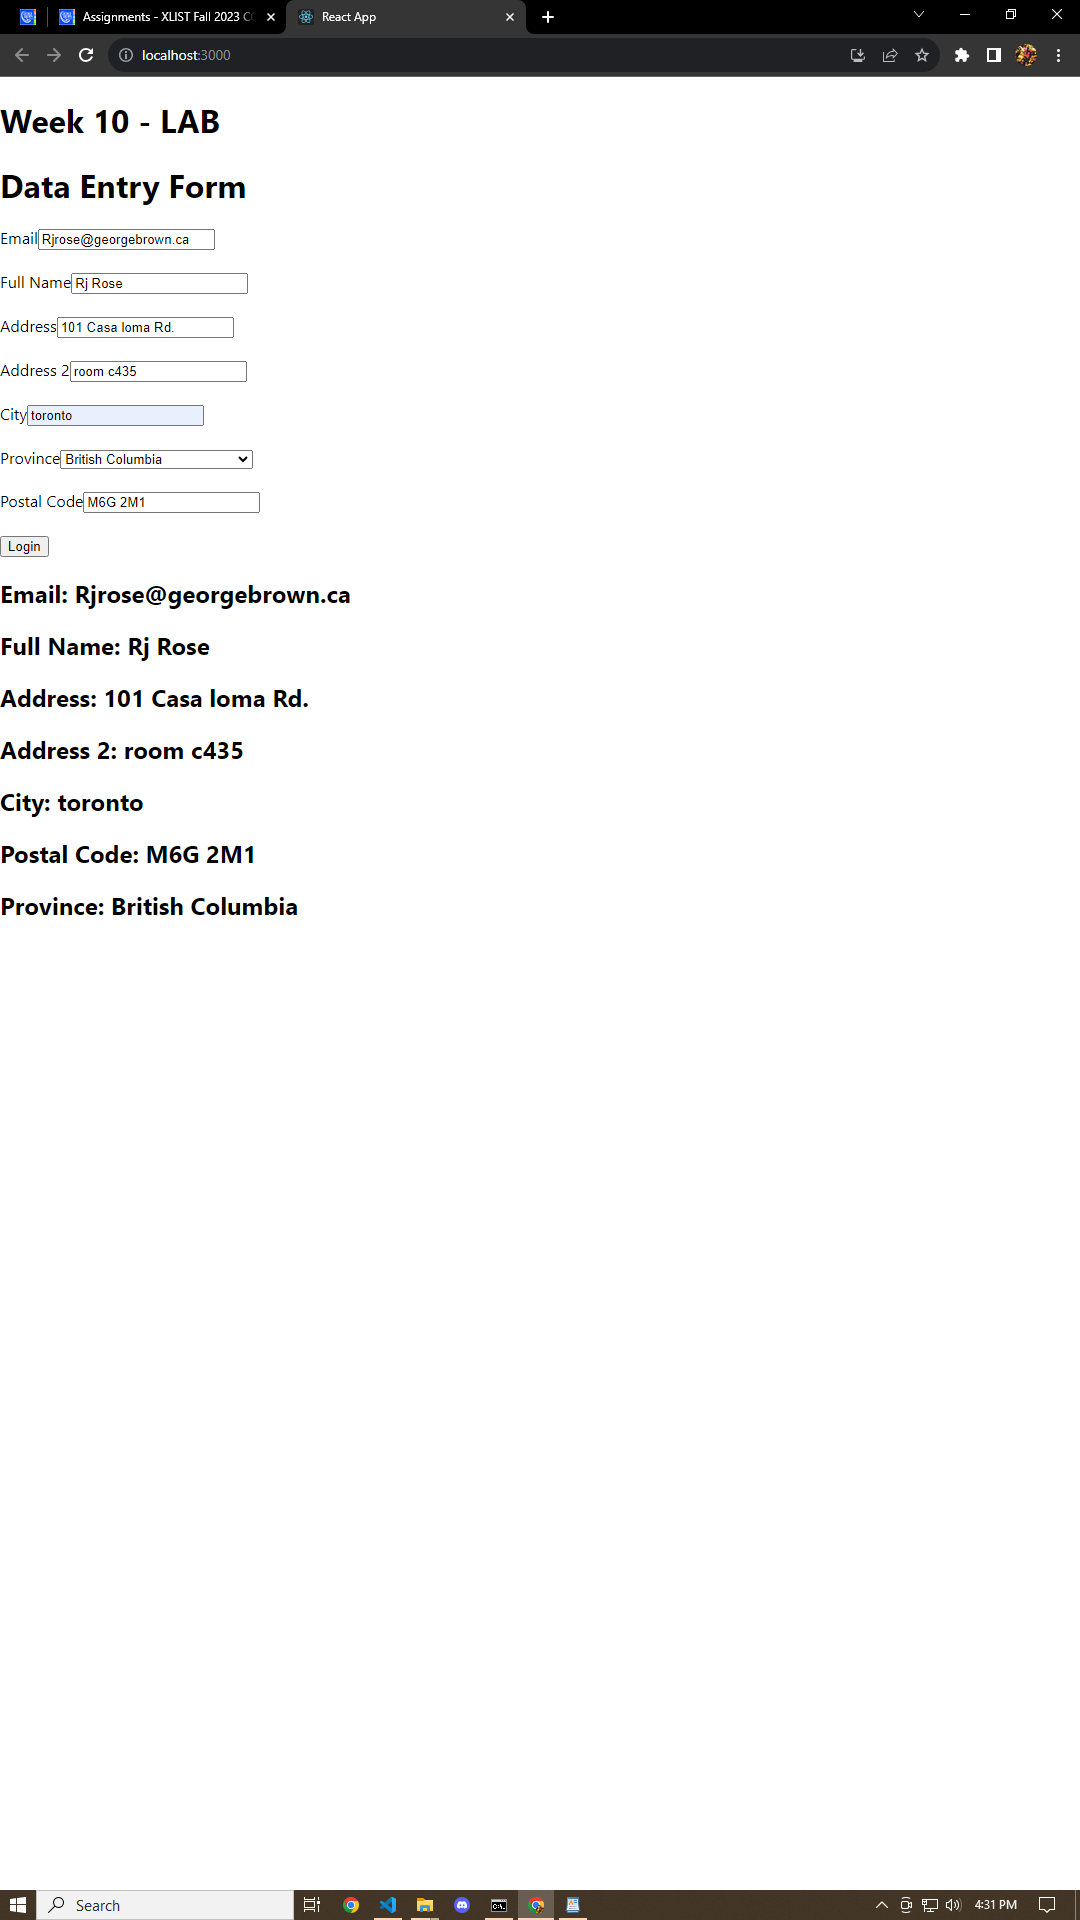 Assignments - XLIST Fall 2023
React App
localhost:3000
Week 10 - LAB
Data Entry Form
Email Rjrose@georgebrown.ca
Full Name Rj Rose
Address 101 Casa loma Rd.
Address 2 room c435
City toronto
Province British Columbia
Postal Code M6G 2M1
Login
Email: Rjrose@georgebrown.ca
Full Name: Rj Rose
Address: 101 Casa loma Rd.
Address 2: room c435
City: toronto
Postal Code: M6G 2M1
Province: British Columbia
Search
4:31 PM